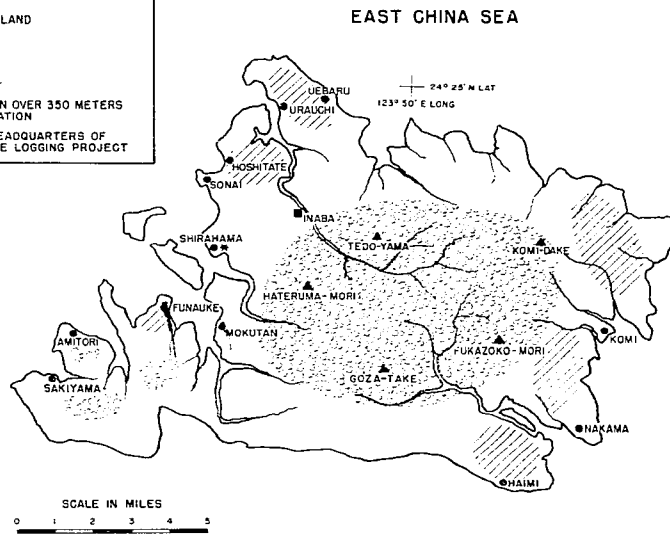 EAST CHINA SEA
LAND
N OVER 350 METERS
ATION
EADQUARTERS OF
E LOGGING PROJECT
24° 25' N LAT
123° 50' E LONG
UEBARU
URAUCHI
HOSHITATE
SONAI
INABA
SHIRAHAMA
TEDO-YAMA
KOMI-DAKE
HATERUMA-MORI
FUNAUKE
MOKUTAN
AMITORI
KOMI
FUKAZOKO-MORI
SAKIYAMA
GOZA-TAKE
NAKAMA
HAIMI
SCALE IN MILES
0 1 2 3 4 5